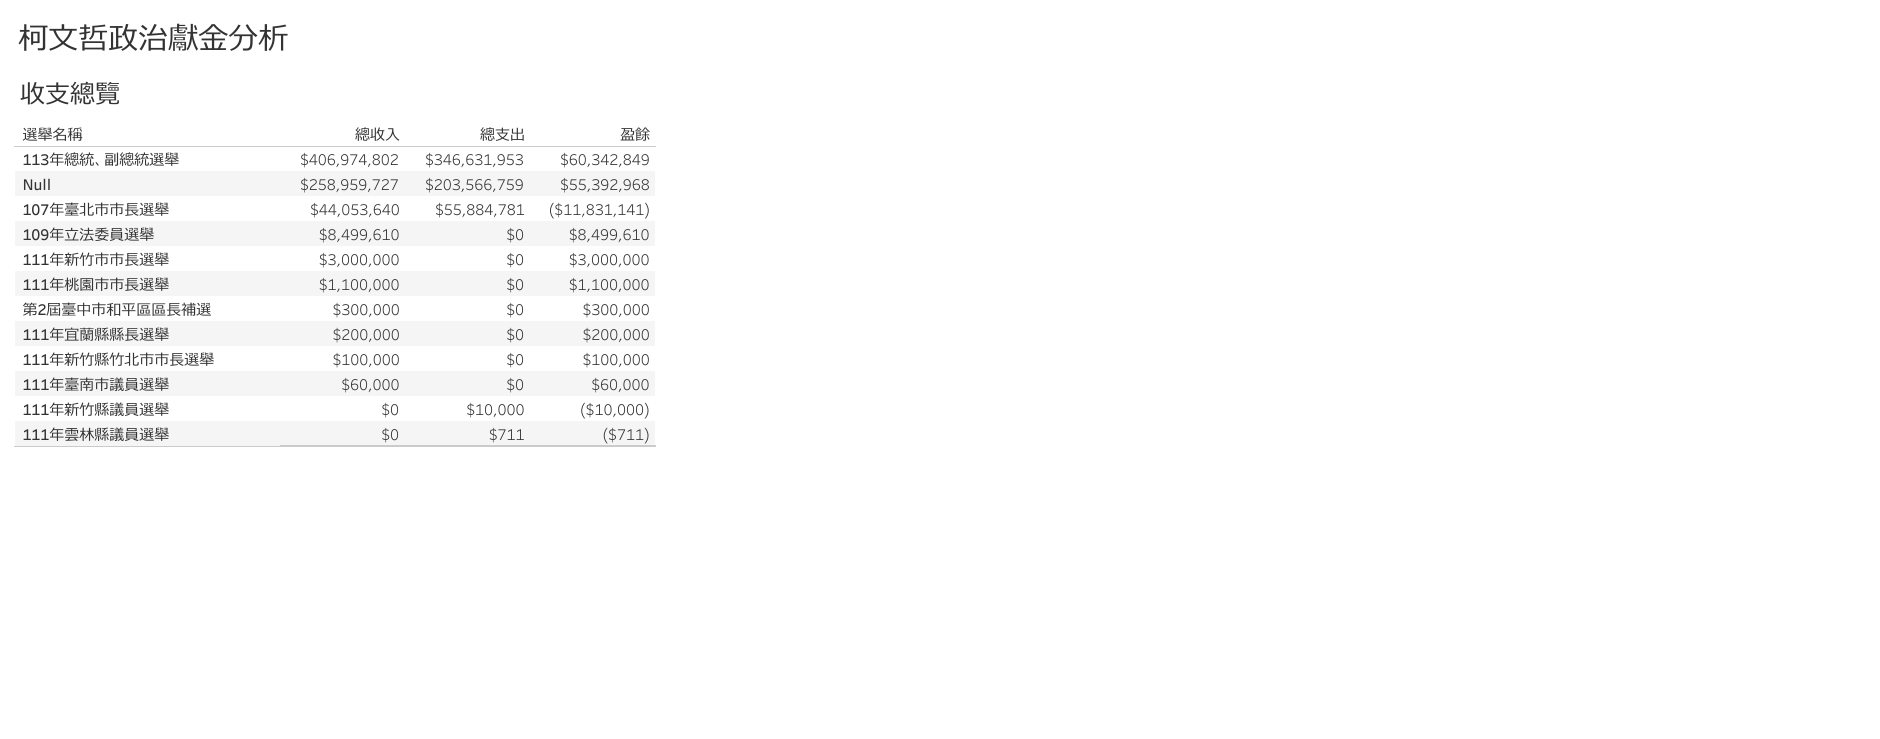 柯文哲政治獻金分析
收支總覽
選舉名稱 總收入 總支出 盈餘
113年總統、副總統選舉 $406,974,802 $346,631,953 $60,342,849
Null $258,959,727 $203,566,759 $55,392,968
107年臺北市市長選舉 $44,053,640 $55,884,781 ($11,831,141)
109年立法委員選舉 $8,499,610 $0 $8,499,610
111年新竹市市長選舉 $3,000,000 $0 $3,000,000
111年桃園市市長選舉 $1,100,000 $0 $1,100,000
第2屆臺中市和平區區長補選 $300,000 $0 $300,000
111年宜蘭縣縣長選舉 $200,000 $0 $200,000
111年新竹縣竹北市市長選舉 $100,000 $0 $100,000
111年臺南市議員選舉 $60,000 $0 $60,000
111年新竹縣議員選舉 $0 $10,000 ($10,000)
111年雲林縣議員選舉 $0 $711 ($711)